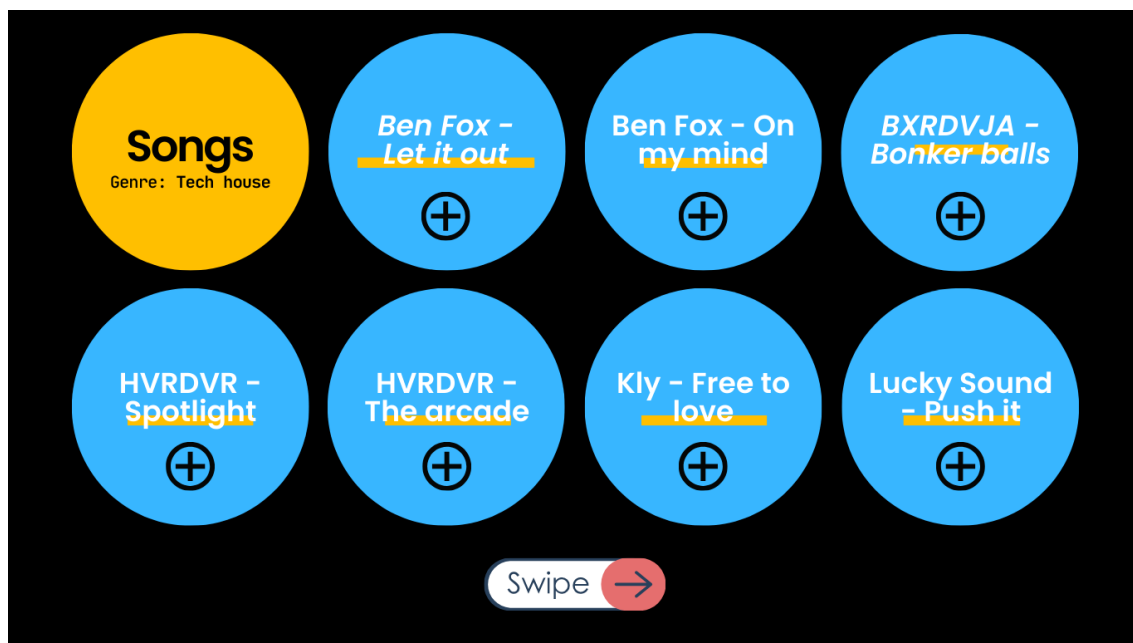 Songs
Genre: Tech house
Ben Fox -
Let it out
Ben Fox - On
my mind
BXRDVJA -
Bonker balls
HVRDVR -
Spotlight
HVRDVR -
The arcade
Kly - Free to
love
Lucky Sound
- Push it
Swipe